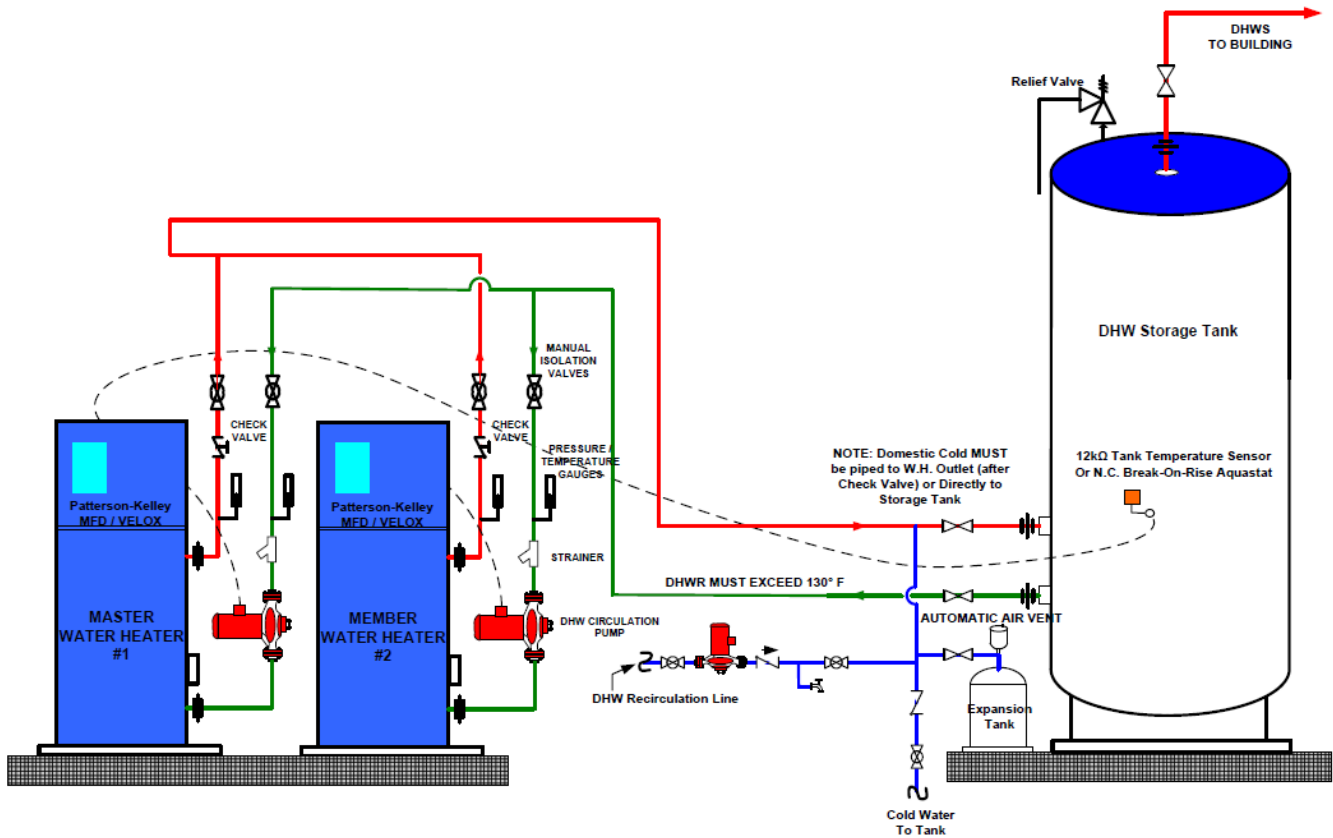 DHWS
TO BUILDING
Relief Valve
DHW Storage Tank
MANUAL
ISOLATION
VALVES
CHECK
VALVE
CHECK
VALVE
PRESSURE /
TEMPERATURE
GAUGES
NOTE: Domestic Cold MUST
be piped to W.H. Outlet (after
Check Valve) or Directly to
Storage Tank
12kΩ Tank Temperature Sensor
Or N.C. Break-On-Rise Aquastat
Patterson-Kelley
MFD / VELOX
Patterson-Kelley
MFD / VELOX
STRAINER
DHWR MUST EXCEED 130° F
MASTER
WATER HEATER
#1
MEMBER
WATER HEATER
#2
DHW CIRCULATION
PUMP
AUTOMATIC AIR VENT
DHW Recirculation Line
Expansion
Tank
Cold Water
To Tank